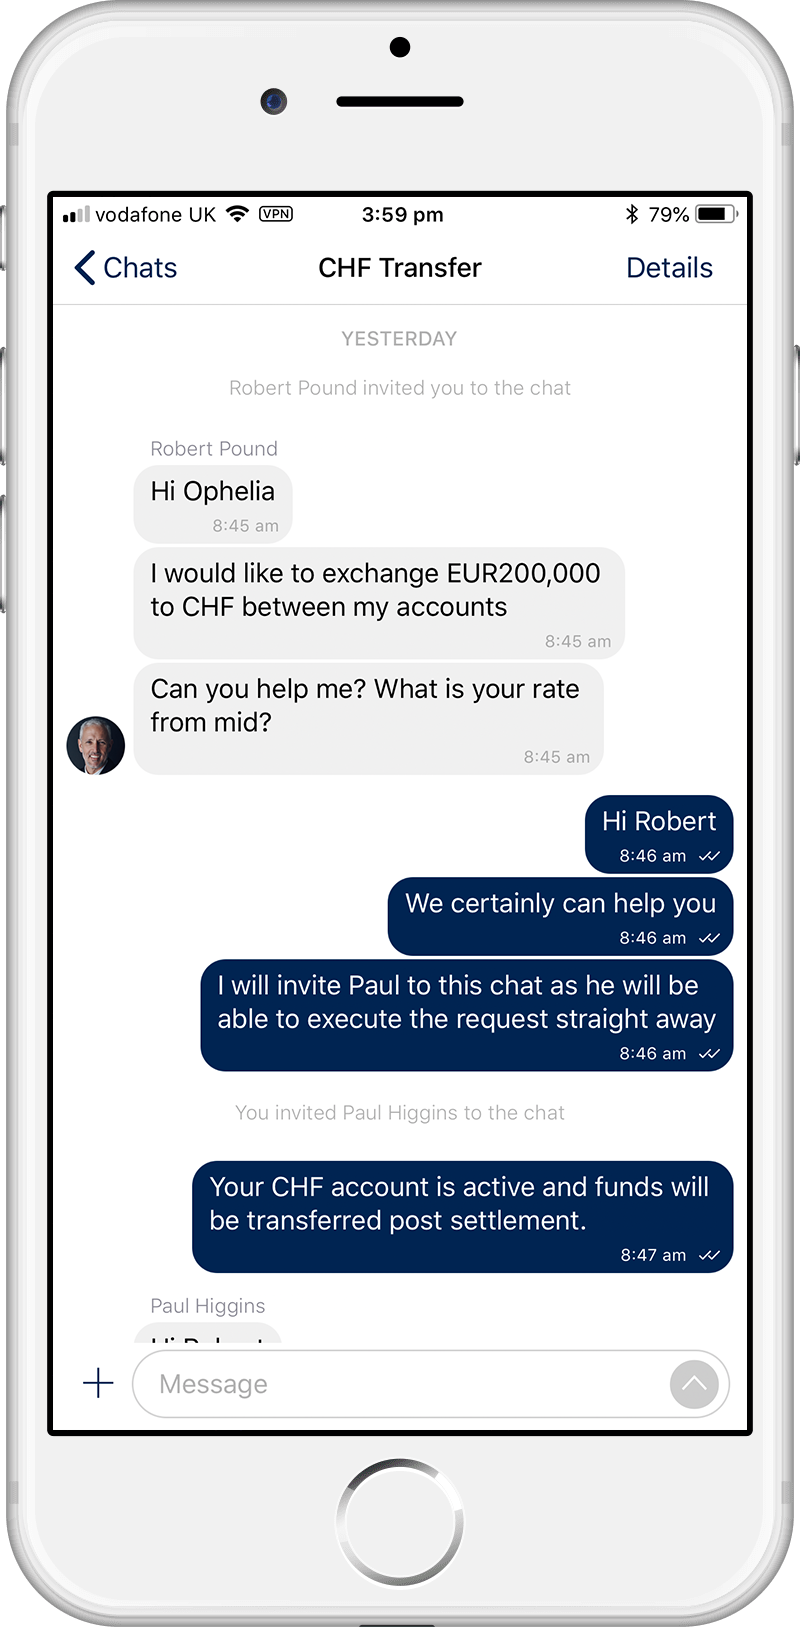 vodafone UK VPN 3:59 pm 79%
Chats CHF Transfer Details
YESTERDAY
Robert Pound invited you to the chat
Robert Pound
Hi Ophelia
8:45 am
I would like to exchange EUR200,000
to CHF between my accounts
8:45 am
Can you help me? What is your rate
from mid?
8:45 am
Hi Robert
8:46 am
We certainly can help you
8:46 am
I will invite Paul to this chat as he will be
able to execute the request straight away
8:46 am
You invited Paul Higgins to the chat
Your CHF account is active and funds will
be transferred post settlement.
8:47 am
Paul Higgins
Message